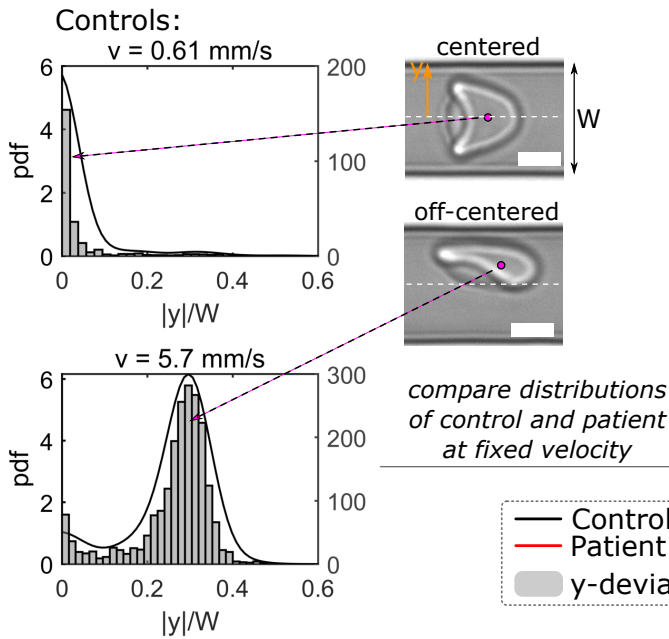 Controls:
v = 0.61 mm/s
6
4
2
0
pdf
200
100
0
0
0.2
0.4
0.6
|y|/W
centered
y
W
off-centered
v = 5.7 mm/s
6
4
2
0
pdf
300
200
100
0
0
0.2
0.4
0.6
|y|/W
compare distributions
of control and patient
at fixed velocity
Control
Patient
y-devia